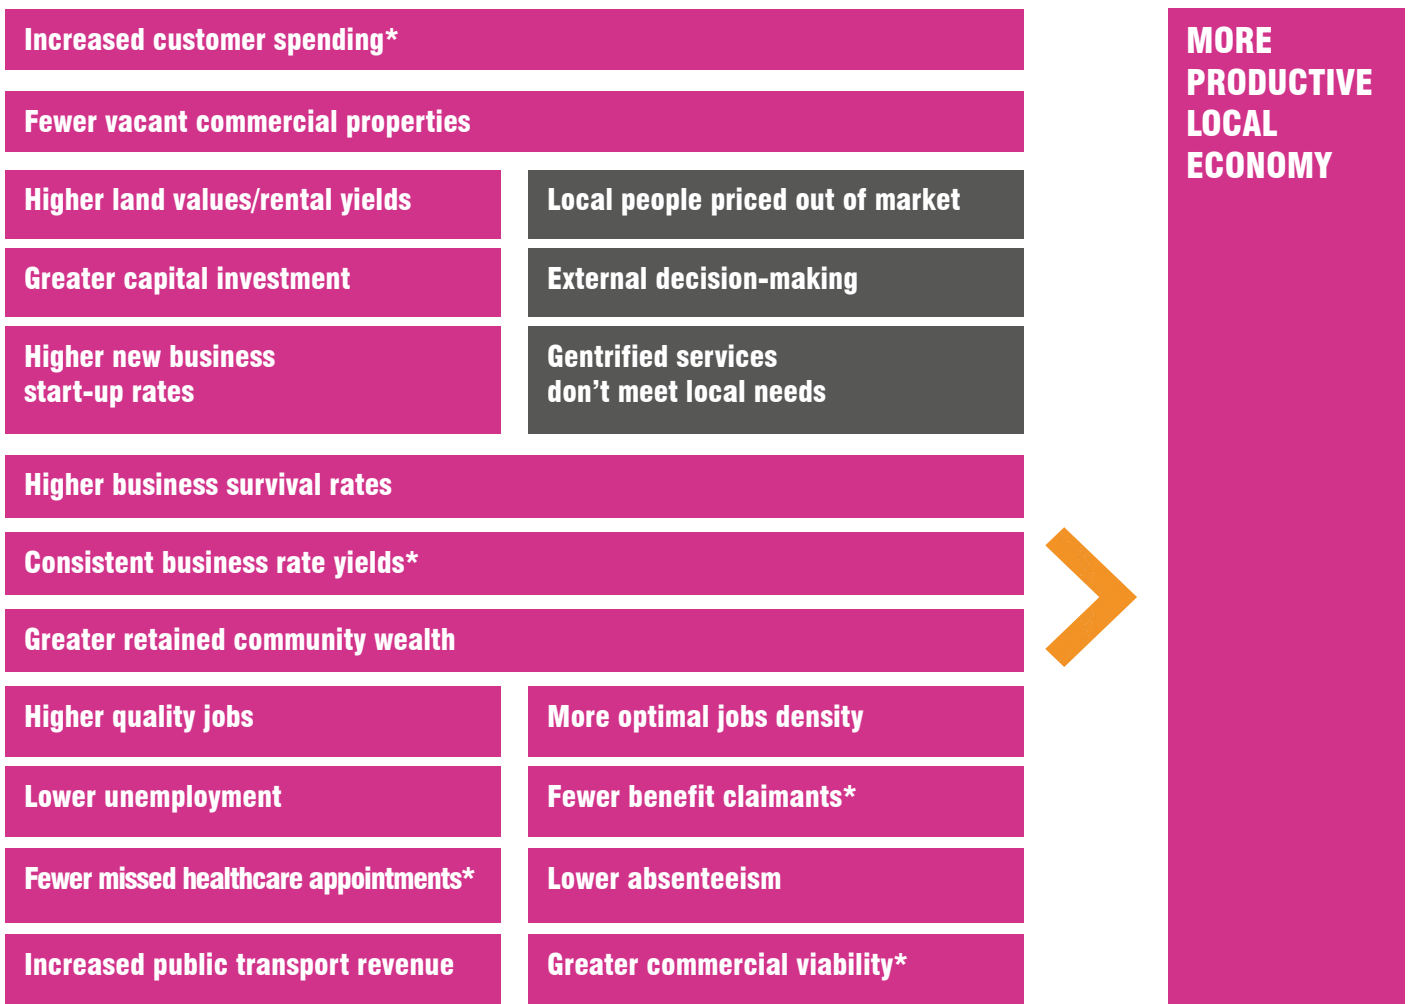 Increased customer spending*
Fewer vacant commercial properties
Higher land values/rental yields
Local people priced out of market
Greater capital investment
External decision-making
Higher new business
start-up rates
Gentrified services
don’t meet local needs
Higher business survival rates
Consistent business rate yields*
Greater retained community wealth
Higher quality jobs
More optimal jobs density
Lower unemployment
Fewer benefit claimants*
Fewer missed healthcare appointments*
Lower absenteeism
Increased public transport revenue
Greater commercial viability*
MORE
PRODUCTIVE
LOCAL
ECONOMY